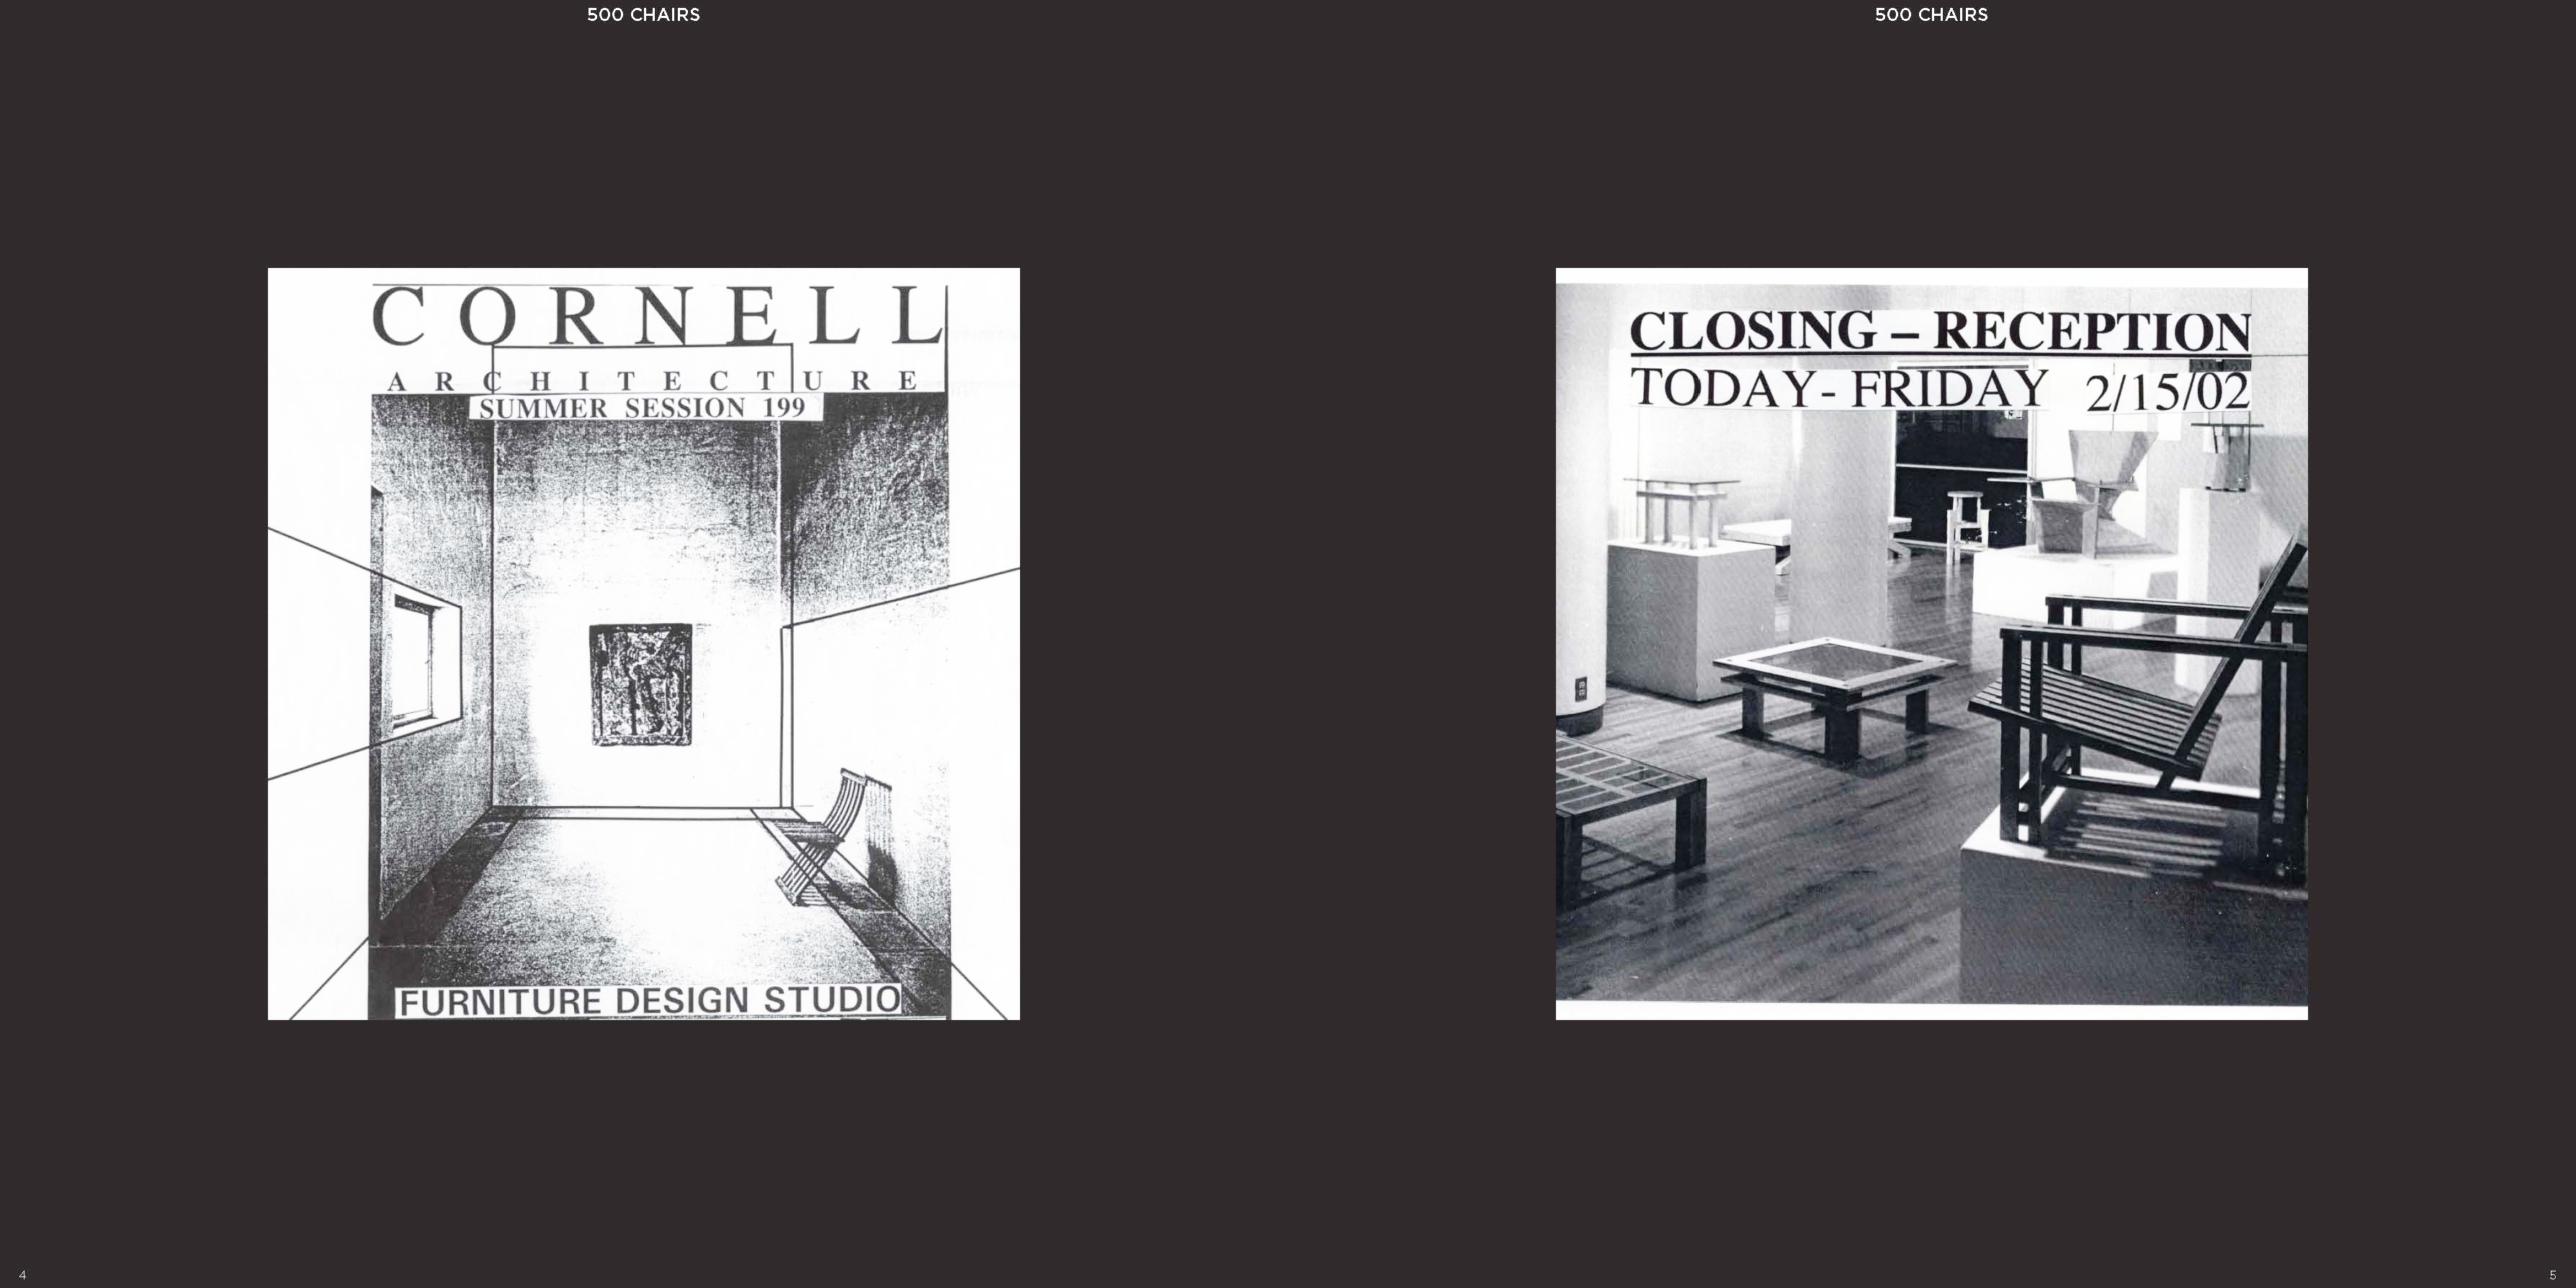 500 CHAIRS
CORNELL
ARCHITECTURE
SUMMER SESSION 199
FURNITURE DESIGN STUDIO
4
500 CHAIRS
CLOSING – RECEPTION
TODAY- FRIDAY 2/15/02
5